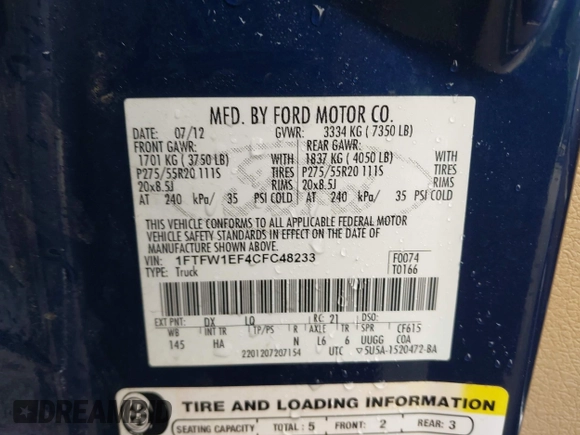 MFD. BY FORD MOTOR CO.
DATE: 07/12 GVWR: 3334 KG ( 7350 LB)
FRONT GAWR: REAR GAWR:
1701 KG ( 3750 LB) WITH 1837 KG ( 4050 LB) WITH
P275/55R20 111S TIRES P275/55R20 111S TIRES
20x8.5J RIMS 20x8.5J RIMS
AT 240 kPa/ 35 PSI COLD AT 240 kPa/ 35 PSI COLD
THIS VEHICLE CONFORMS TO ALL APPLICABLE FEDERAL MOTOR
VEHICLE SAFETY STANDARDS IN EFFECT ON THE DATE OF
MANUFACTURE SHOWN ABOVE.
VIN: 1FTFW1EF4CFC48233 F0074
TYPE: Truck T0166
EXT PNT: DX LQ RC: 21 DSO:
WB INT TR TP/PS R AXLE TR SPR CF615
145 HA N L6 6 UUGG COA
2201207207154 UTC 5U5A-1520472-BA
TIRE AND LOADING INFORMATION
SEATING CAPACITY TOTAL : 5 FRONT: 2 REAR: 3